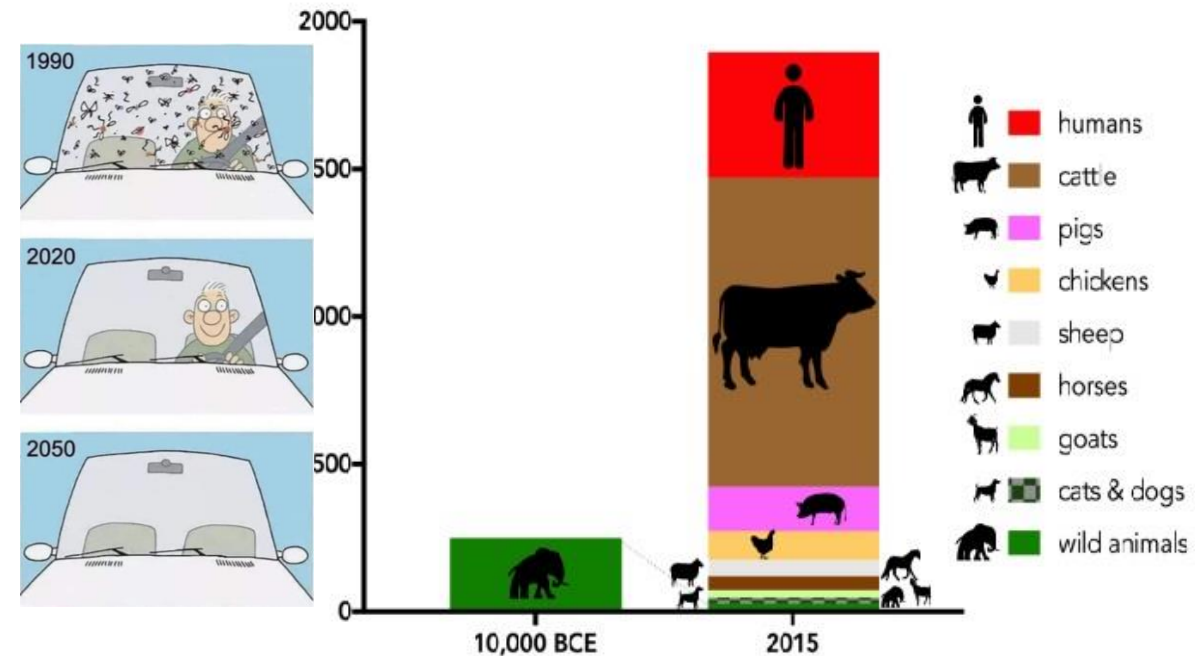 1990
2020
2050
2000
500
000
500
0
10,000 BCE
2015
humans
cattle
pigs
chickens
sheep
horses
goats
cats & dogs
wild animals